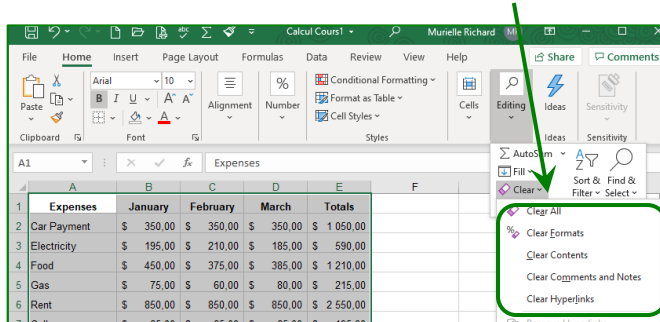 abc Calcul Cours1 Murielle Richard
File Home Insert Page Layout Formulas Data Review View Help Share Comments
Paste Arial 10 Alignment % Number Conditional Formatting Cells Editing Ideas Sensitivity
B I U A A Format as Table
A Cell Styles
Clipboard Font Styles Ideas Sensitivity
A1 fx Expenses
AutoSum
Fill Sort & Filter Find & Select
Clear
A B C D E F
1 Expenses January February March Totals
2 Car Payment $ 350,00 $ 350,00 $ 350,00 $ 1 050,00
3 Electricity $ 195,00 $ 210,00 $ 185,00 $ 590,00
4 Food $ 450,00 $ 375,00 $ 385,00 $ 1 210,00
5 Gas $ 75,00 $ 60,00 $ 80,00 $ 215,00
6 Rent $ 850,00 $ 850,00 $ 850,00 $ 2 550,00
Clear All
Clear Formats
Clear Contents
Clear Comments and Notes
Clear Hyperlinks